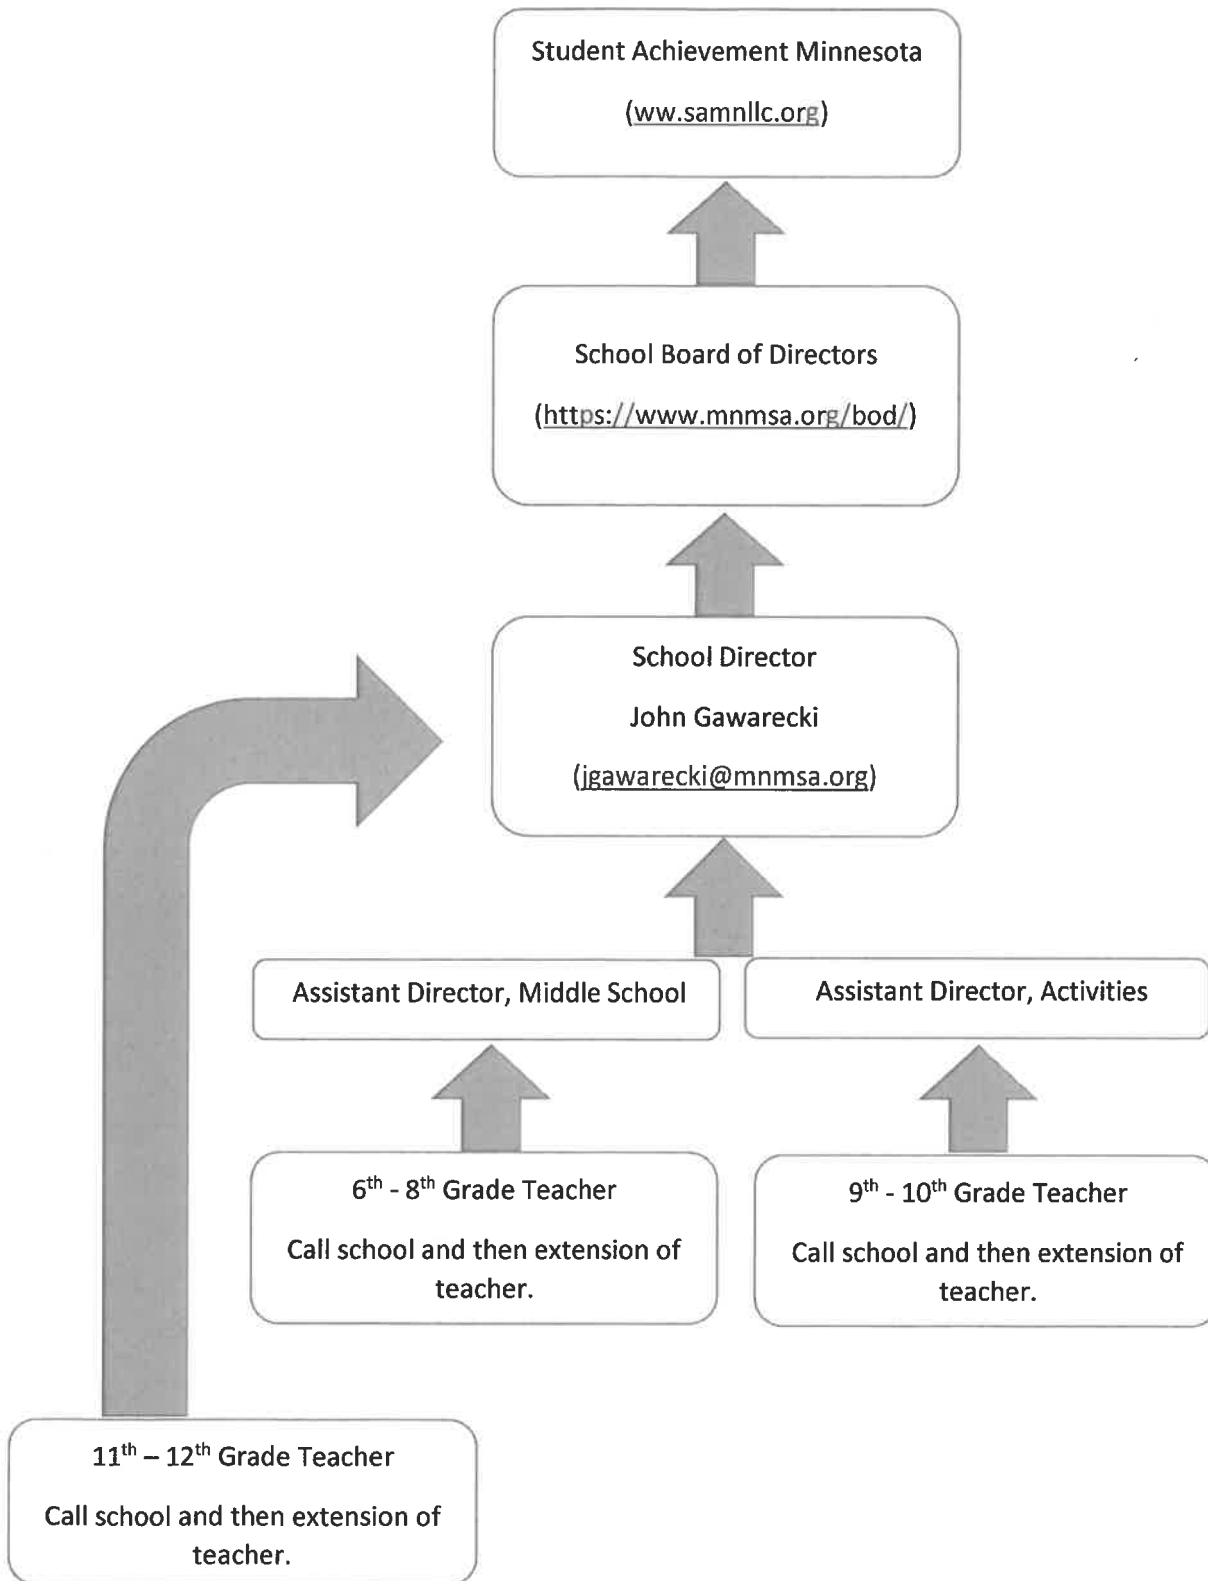 Student Achievement Minnesota
(ww.samnllc.org)
School Board of Directors
(https://www.mnmsa.org/bod/)
School Director
John Gawarecki
(jgawarecki@mnmsa.org)
Assistant Director, Middle School
Assistant Director, Activities
6th - 8th Grade Teacher
Call school and then extension of
teacher.
9th - 10th Grade Teacher
Call school and then extension of
teacher.
11th – 12th Grade Teacher
Call school and then extension of
teacher.